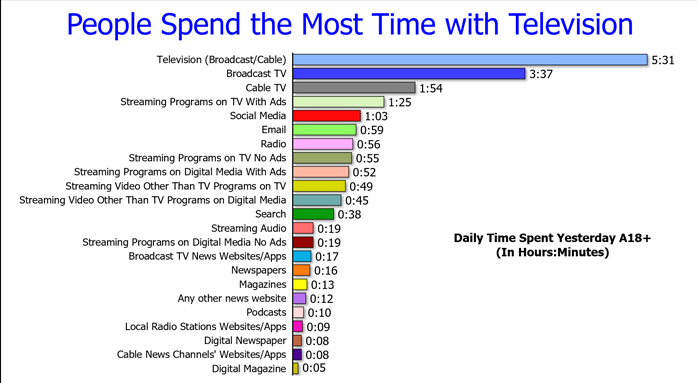 People Spend the Most Time with Television
Television (Broadcast/Cable) 5:31
Broadcast TV 3:37
Cable TV 1:54
Streaming Programs on TV With Ads 1:25
Social Media 1:03
Email 0:59
Radio 0:56
Streaming Programs on TV No Ads 0:55
Streaming Programs on Digital Media With Ads 0:52
Streaming Video Other Than TV Programs on TV 0:49
Streaming Video Other Than TV Programs on Digital Media 0:45
Search 0:38
Streaming Audio 0:19
Streaming Programs on Digital Media No Ads 0:19
Broadcast TV News Websites/Apps 0:17
Newspapers 0:16
Magazines 0:13
Any other news website 0:12
Podcasts 0:10
Local Radio Stations Websites/Apps 0:09
Digital Newspaper 0:08
Cable News Channels' Websites/Apps 0:08
Digital Magazine 0:05
Daily Time Spent Yesterday A18+
(In Hours:Minutes)